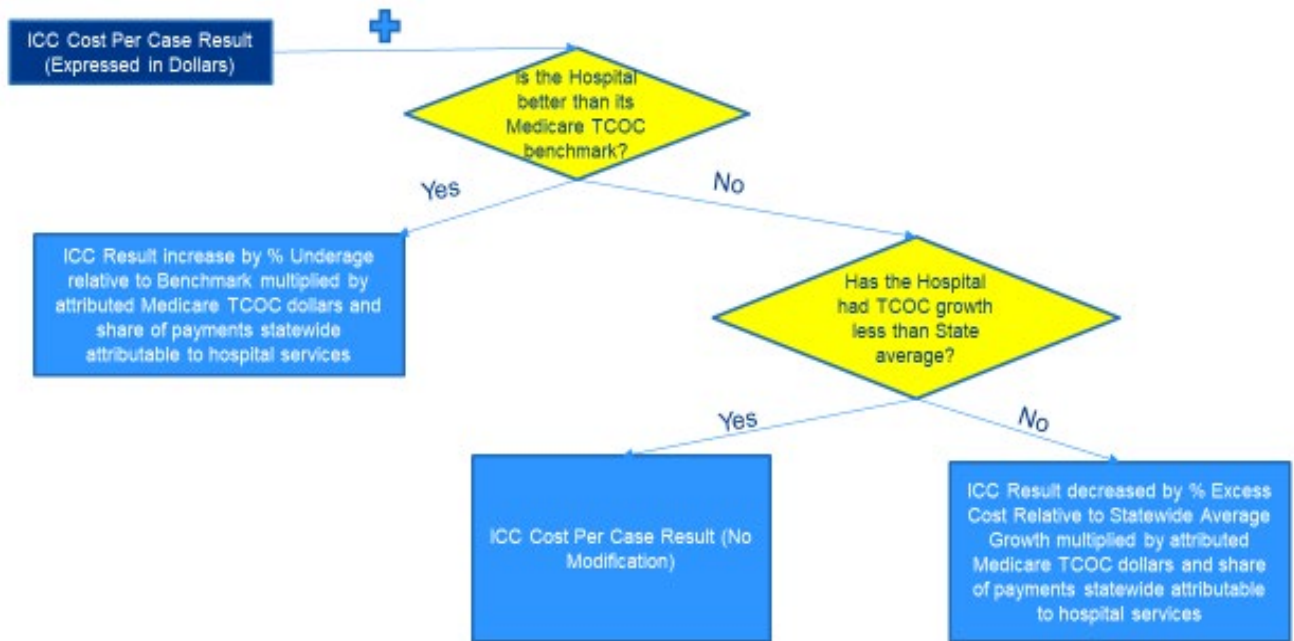 ICC Cost Per Case Result
(Expressed in Dollars)
Is the Hospital
better than its
Medicare TCOC
benchmark?
Yes
No
ICC Result increase by % Underage
relative to Benchmark multiplied by
attributed Medicare TCOC dollars and
share of payments statewide
attributable to hospital services
Has the Hospital
had TCOC growth
less than State
average?
Yes
No
ICC Cost Per Case Result (No
Modification)
ICC Result decreased by % Excess
Cost Relative to Statewide Average
Growth multiplied by attributed
Medicare TCOC dollars and share
of payments statewide attributable
to hospital services